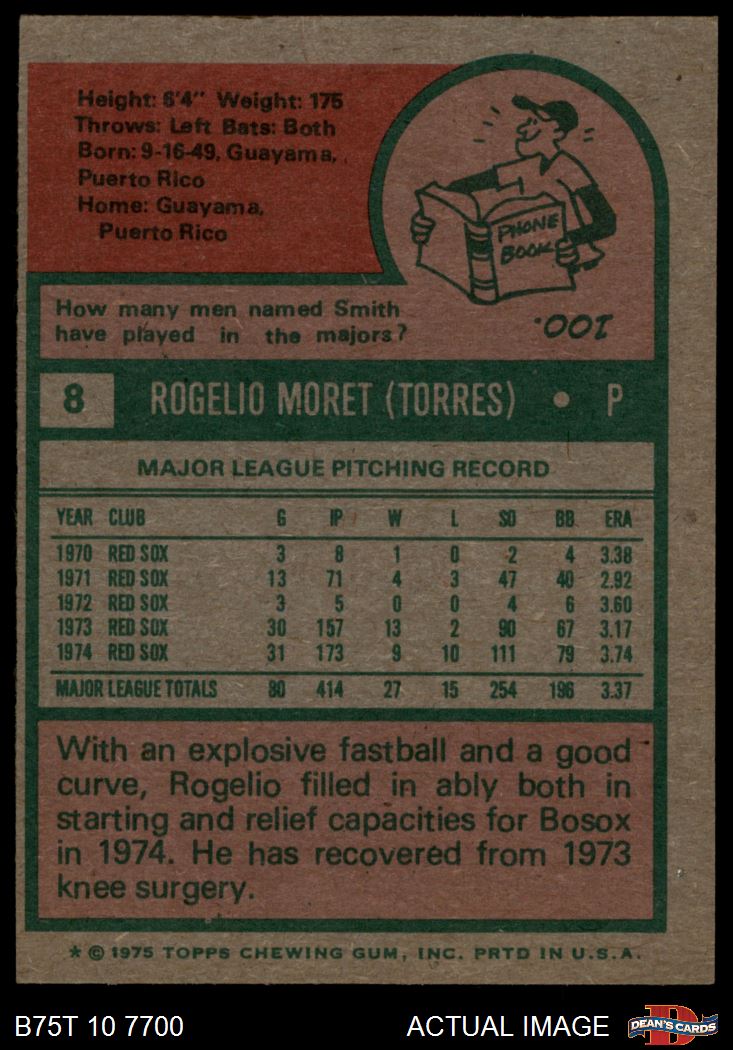 Height: 6'4" Weight: 175
Throws: Left Bats: Both
Born: 9-16-49, Guayama,
Puerto Rico
Home: Guayama,
Puerto Rico
PHONE
BOOK
How many men named Smith
have played in the majors?
100.
8 ROGELIO MORET (TORRES) • P
MAJOR LEAGUE PITCHING RECORD
YEAR CLUB G IP W L SO BB ERA
1970 RED SOX 3 8 1 0 2 4 3.38
1971 RED SOX 13 71 4 3 47 40 2.92
1972 RED SOX 3 5 0 0 4 6 3.60
1973 RED SOX 30 157 13 2 90 67 3.17
1974 RED SOX 31 173 9 10 111 79 3.74
MAJOR LEAGUE TOTALS 80 414 27 15 254 196 3.37
With an explosive fastball and a good
curve, Rogelio filled in ably both in
starting and relief capacities for Bosox
in 1974. He has recovered from 1973
knee surgery.
* © 1975 TOPPS CHEWING GUM, INC. PRTD IN U.S.A.
B75T 10 7700 ACTUAL IMAGE
DEAN'S CARDS